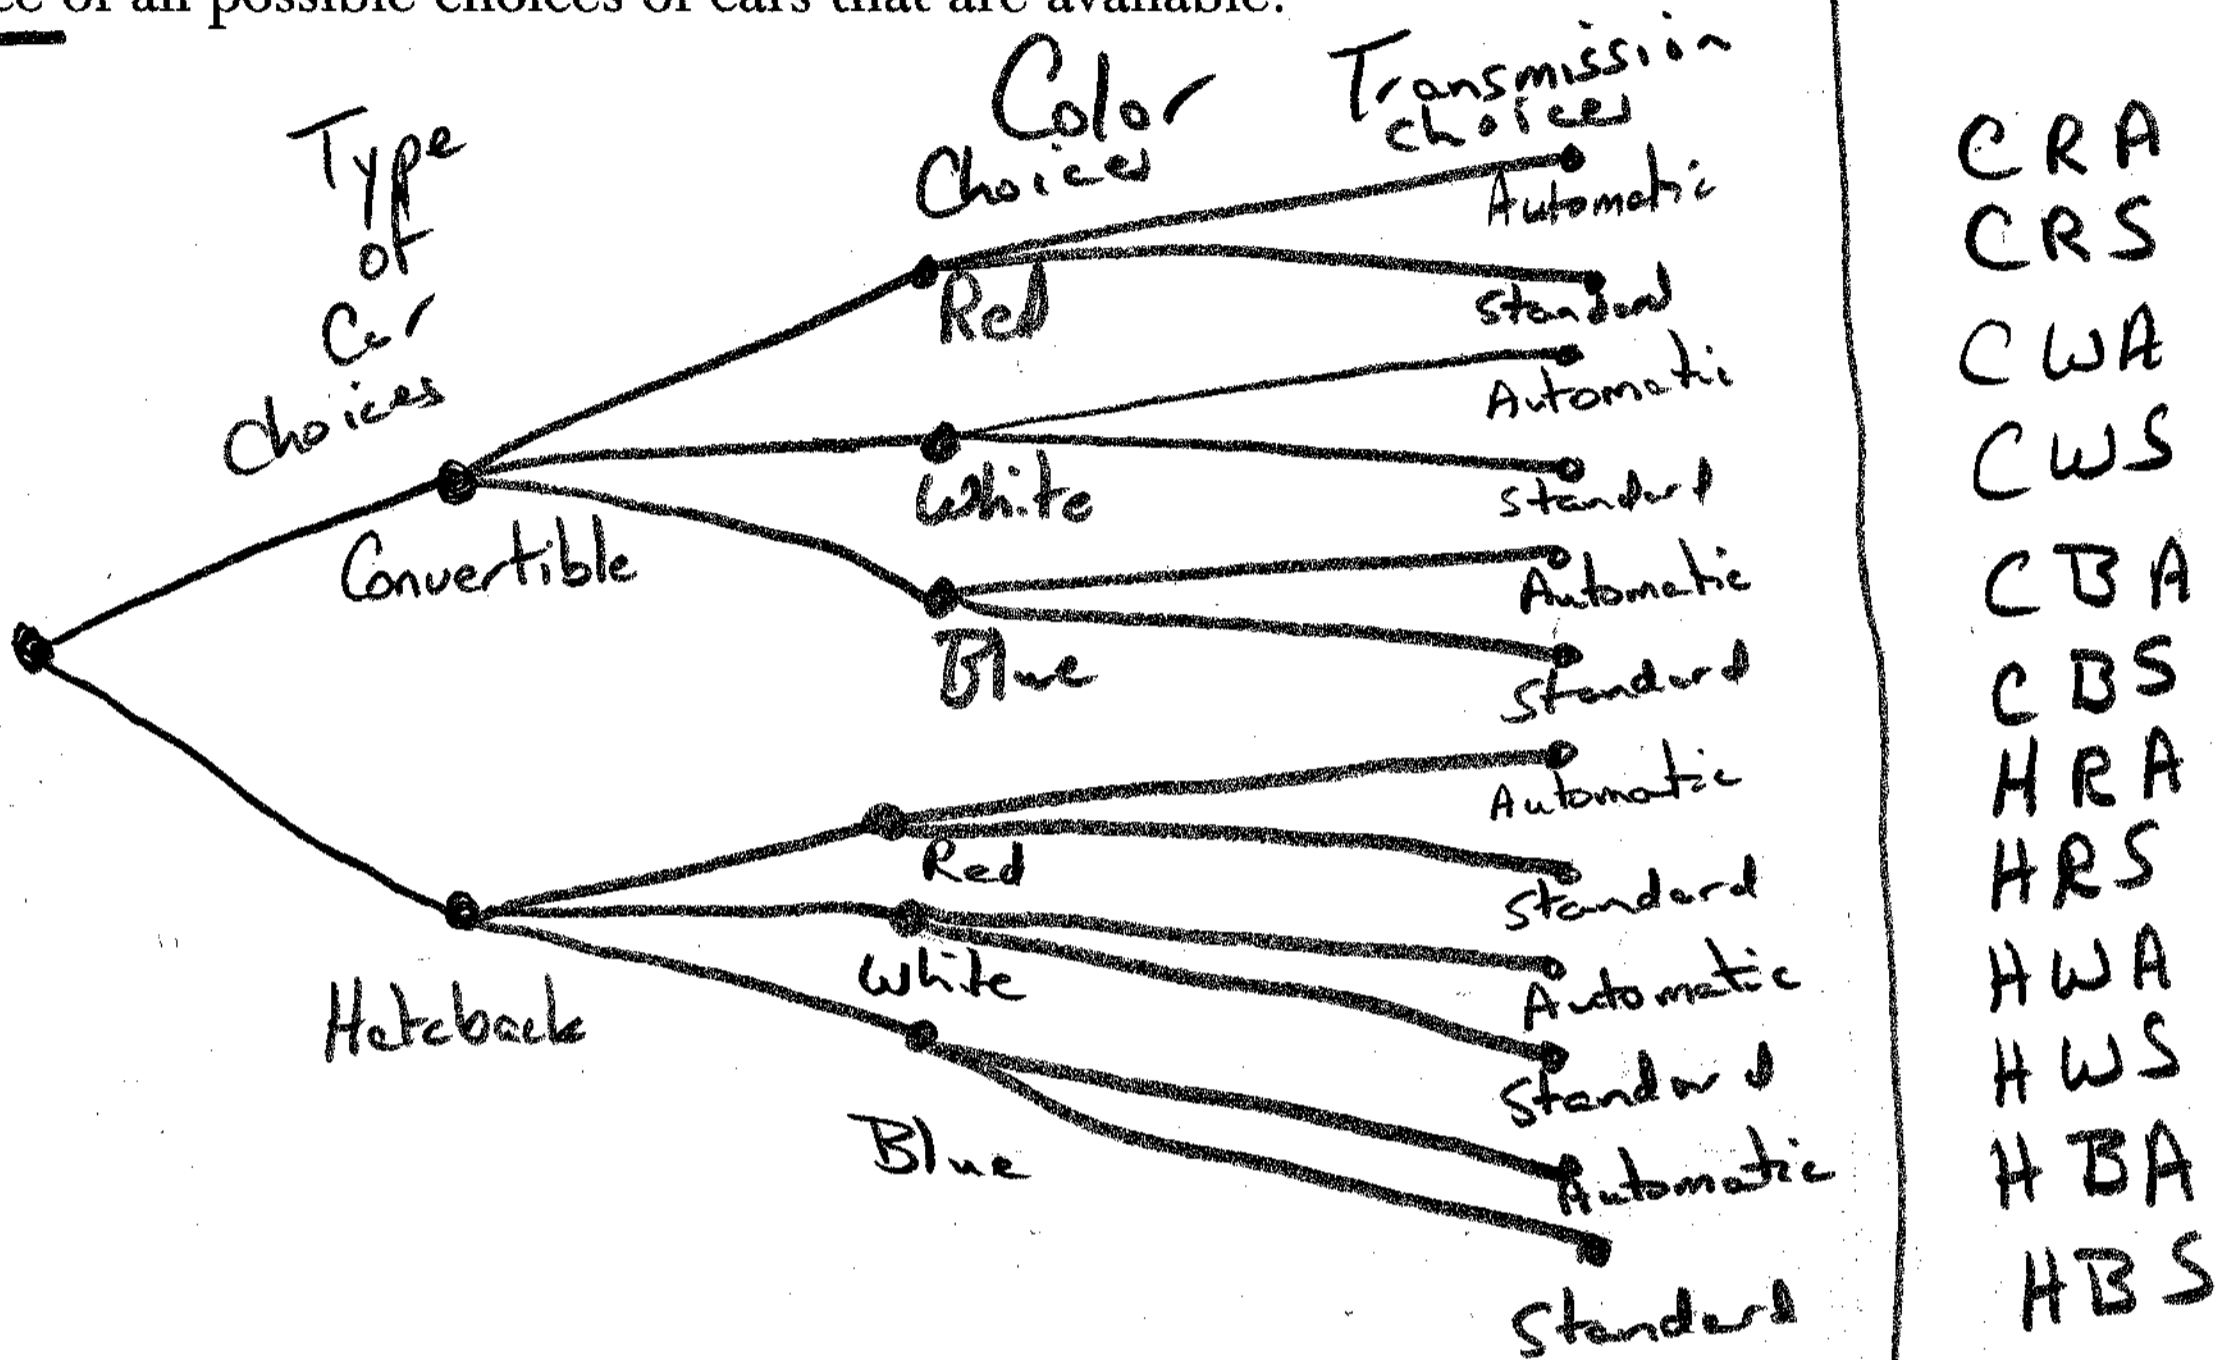 of all possible choices of cars that are available.
Type
of
Car
choices
Color
Choices
Transmission
choices
Convertible
Red
Automatic
Standard
White
Automatic
Standard
Blue
Automatic
Standard
Hatcback
Red
Automatic
Standard
White
Automatic
Standard
Blue
Automatic
Standard
CRA
CRS
CWA
CWS
CBA
CBS
HRA
HRS
HWA
HWS
HBA
HBS